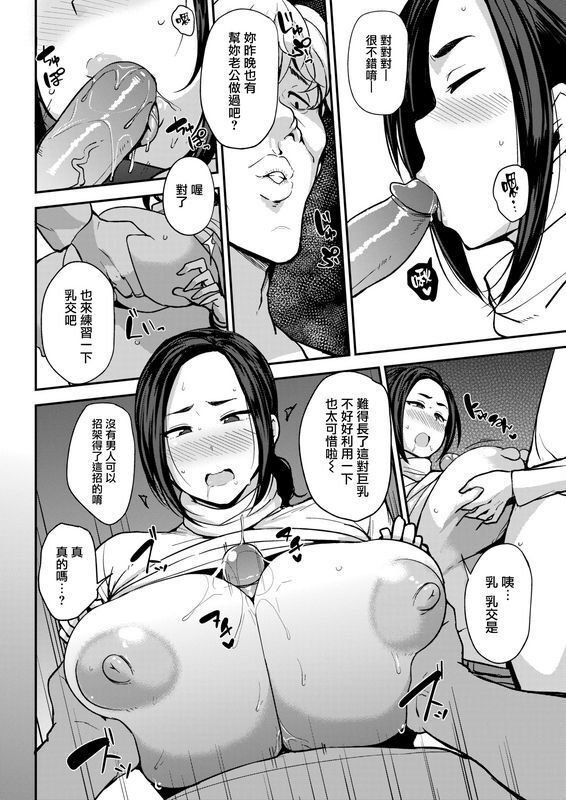 對對對─
很不錯唷─
妳昨晚也有
幫妳老公做過吧？
喔
對了
也來練習一下
乳交吧
咦…
乳 乳交是
難得長了這對巨乳
不好好利用一下
也太可惜啦~
沒有男人可以
招架得了這招的唷
真
真的嗎…？